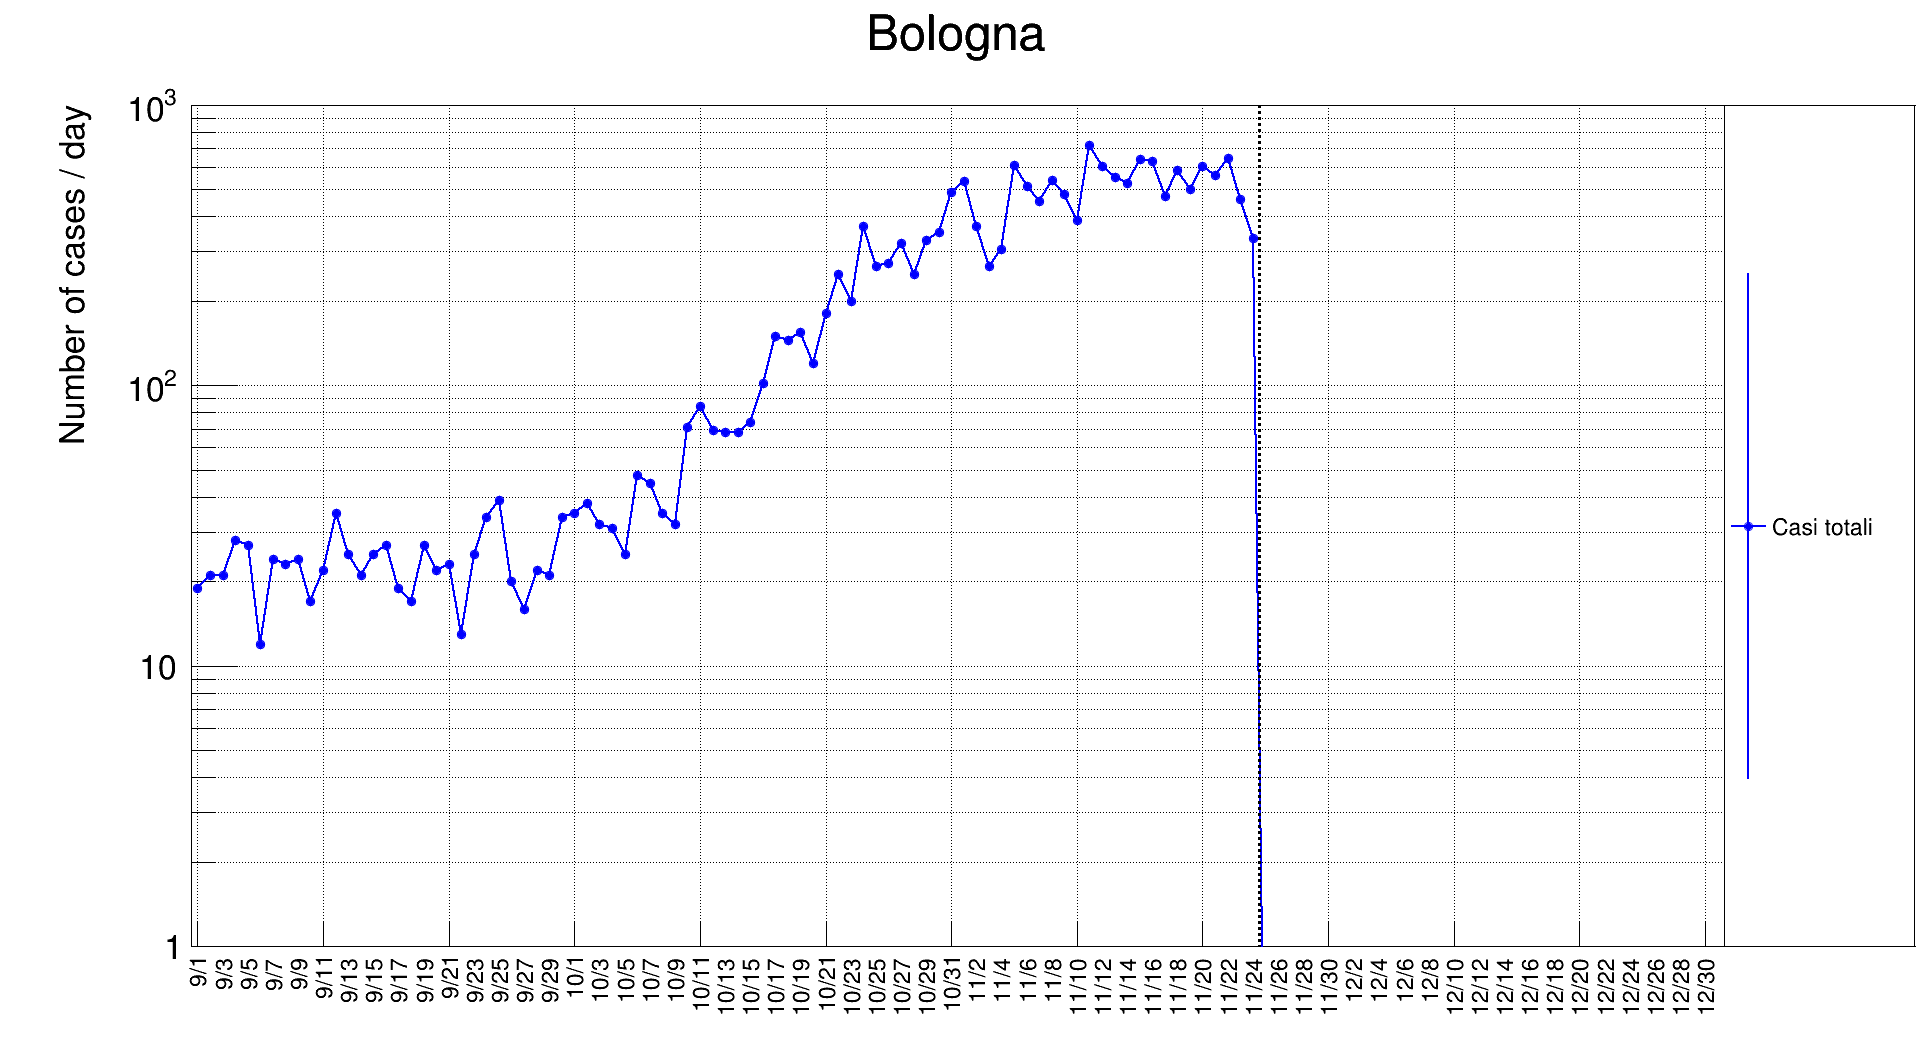 Bologna
Number of cases / day
10³
10²
10
1
9/1 9/3 9/5 9/7 9/9 9/11 9/13 9/15 9/17 9/19 9/21 9/23 9/25 9/27 9/29 10/1 10/3 10/5 10/7 10/9 10/11 10/13 10/15 10/17 10/19 10/21 10/23 10/25 10/27 10/29 10/31 11/2 11/4 11/6 11/8 11/10 11/12 11/14 11/16 11/18 11/20 11/22 11/24 11/26 11/28 11/30 12/2 12/4 12/6 12/8 12/10 12/12 12/14 12/16 12/18 12/20 12/22 12/24 12/26 12/28 12/30
Casi totali